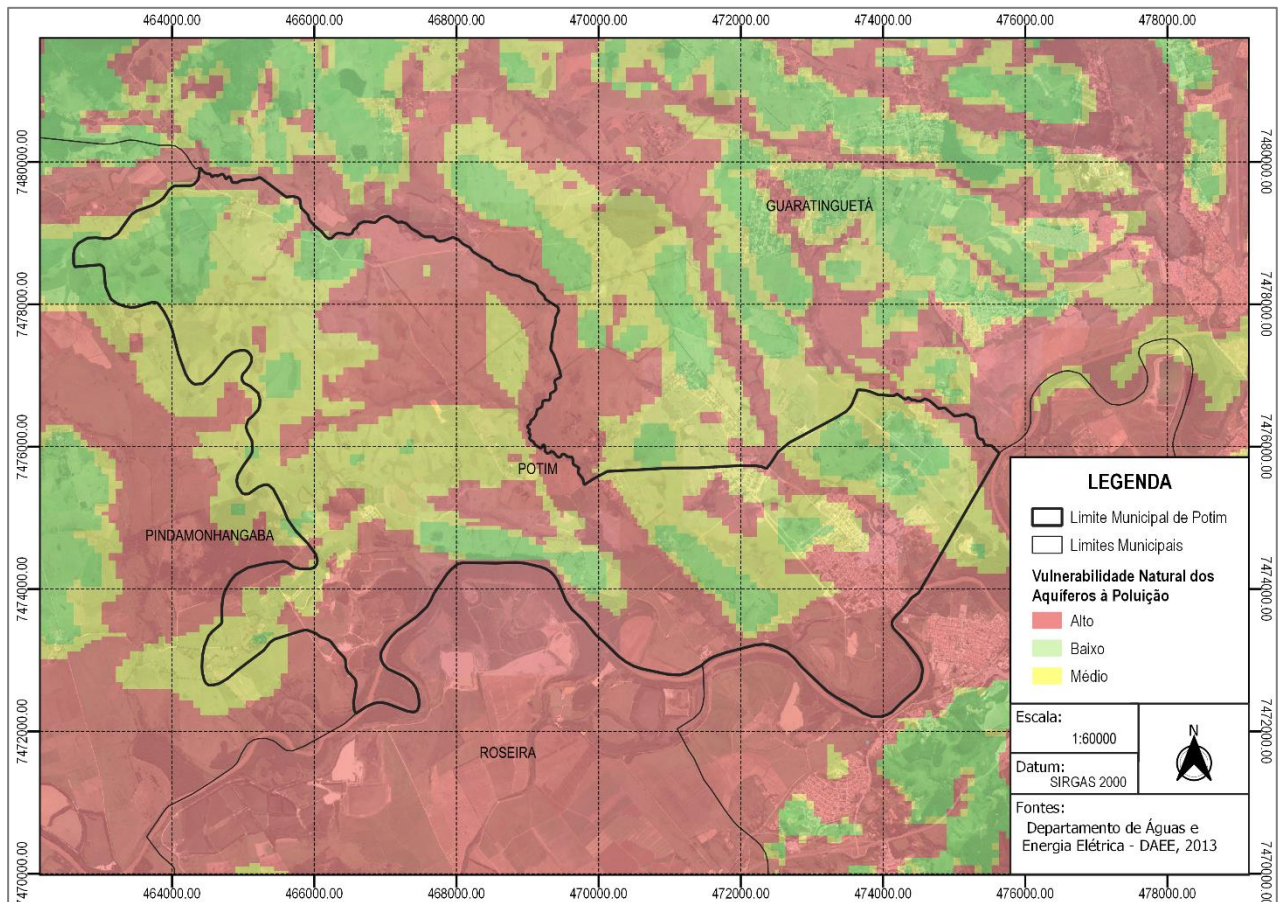 464000.00 466000.00 468000.00 470000.00 472000.00 474000.00 476000.00 478000.00
7480000.00 7480000.00
GUARATINGUETÁ
7478000.00 7478000.00
7476000.00 7476000.00
POTIM
PINDAMONHANGABA
7474000.00 7474000.00
ROSEIRA
7472000.00 7472000.00
7470000.00 7470000.00
LEGENDA
Limite Municipal de Potim
Limites Municipais
Vulnerabilidade Natural dos
Aquíferos à Poluição
Alto
Baixo
Médio
Escala:
1:60000
Datum:
SIRGAS 2000
N
Fontes:
Departamento de Águas e
Energia Elétrica - DAEE, 2013
464000.00 466000.00 468000.00 470000.00 472000.00 474000.00 476000.00 478000.00